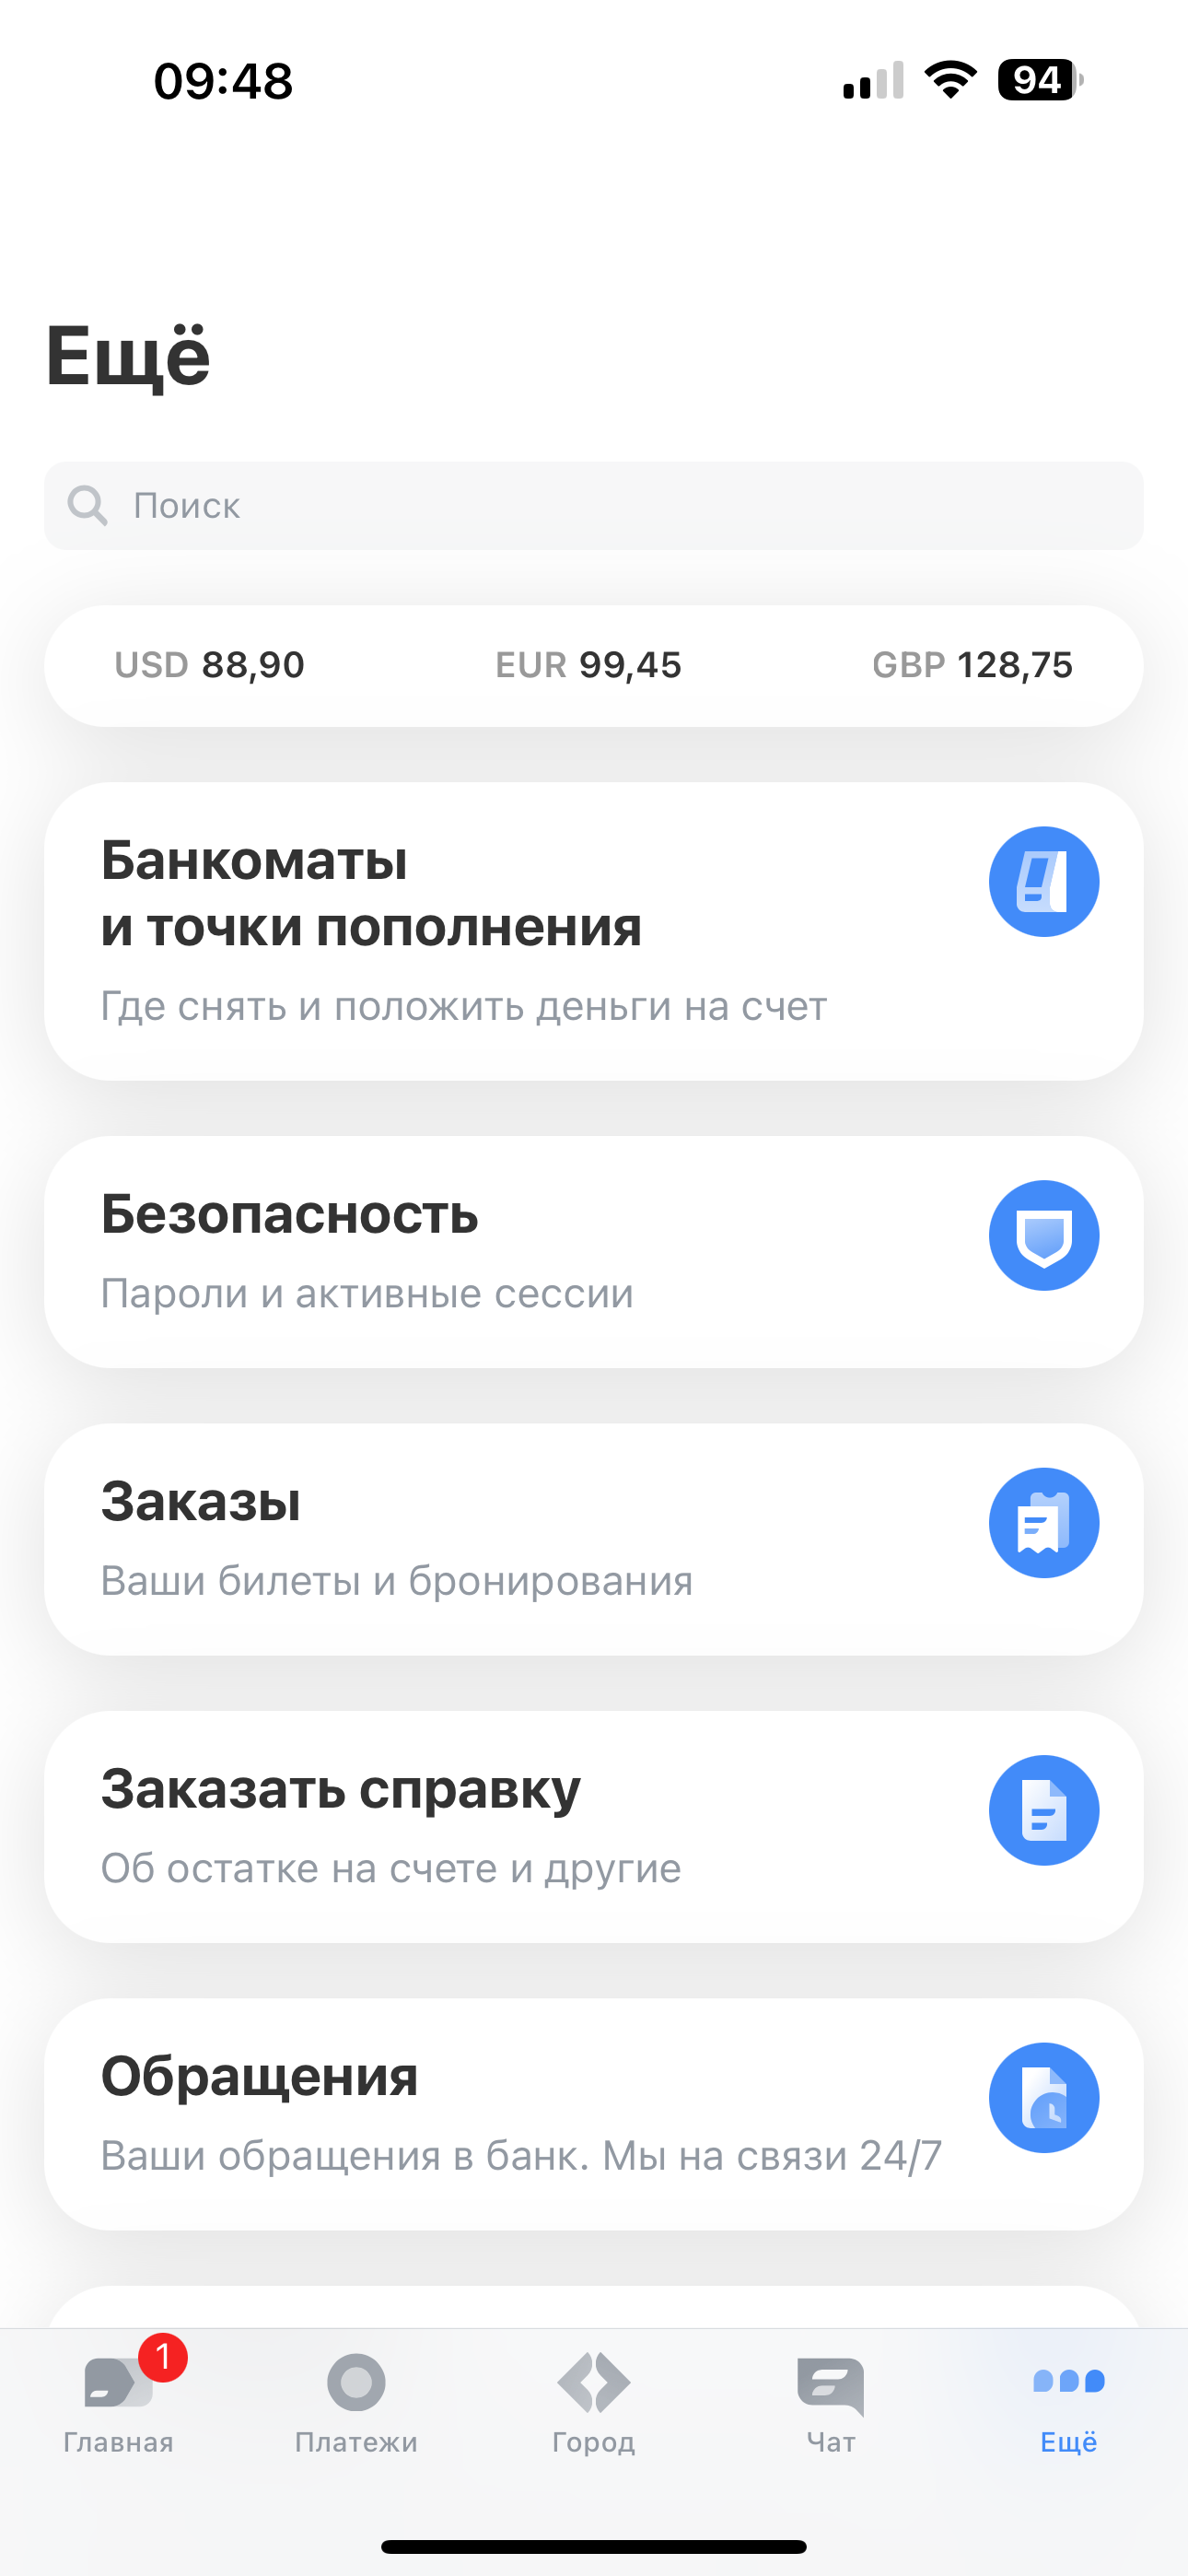 09:48
94
Ещё
Поиск
USD 88,90 EUR 99,45 GBP 128,75
Банкоматы
и точки пополнения
Где снять и положить деньги на счет
Безопасность
Пароли и активные сессии
Заказы
Ваши билеты и бронирования
Заказать справку
Об остатке на счете и другие
Обращения
Ваши обращения в банк. Мы на связи 24/7
1
Главная Платежи Город Чат Ещё